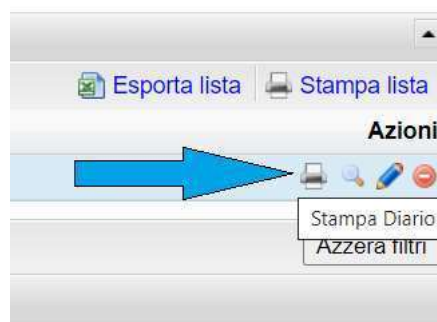 Esporta lista Stampa lista
Azioni
Stampa Diario
Azzera filtri